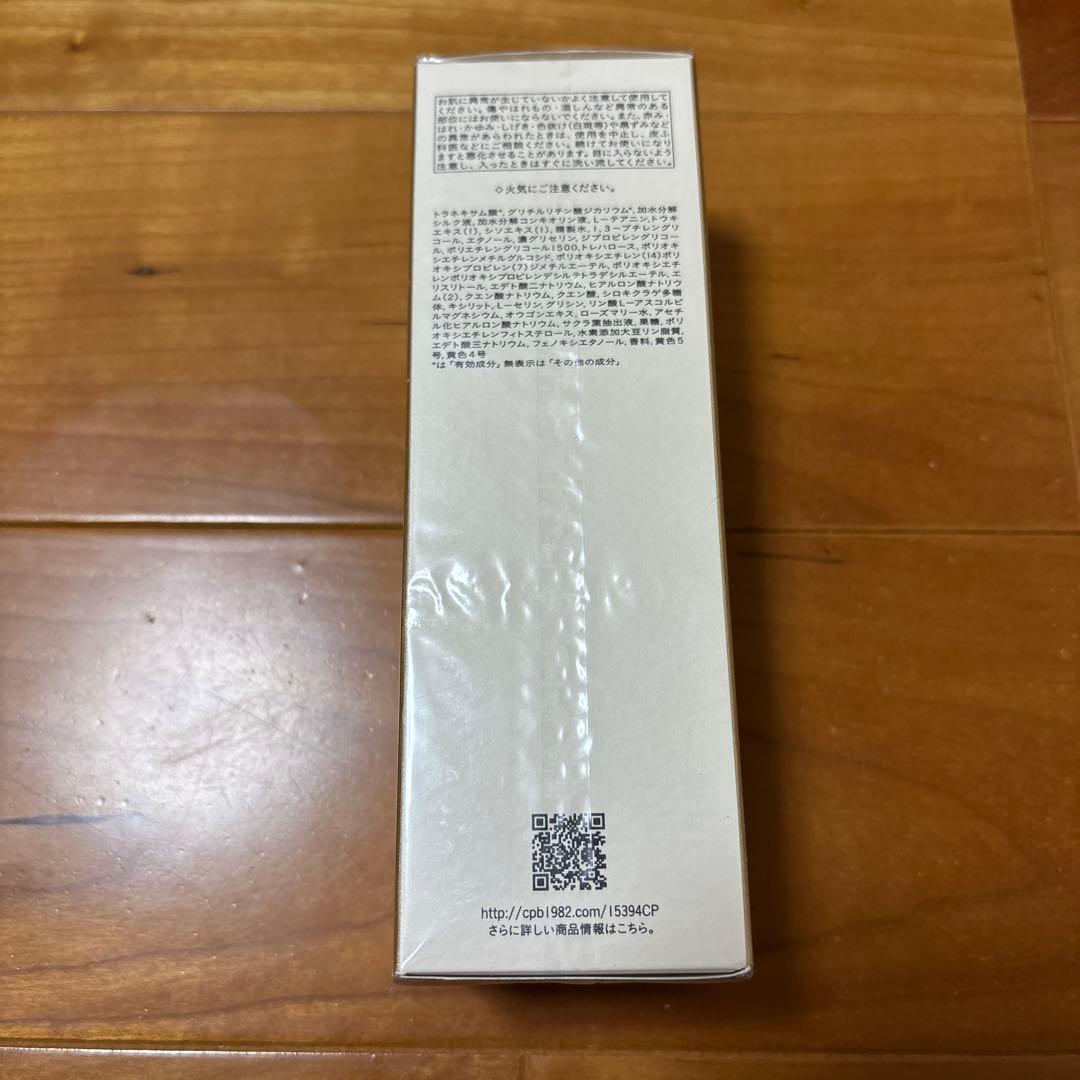 お肌に異常が生じていないかよく注意して使用して
ください。傷やはれもの・湿しんなど異常のある
部位にはお使いにならないでください。また、赤み・
はれ・かゆみ・しげき・色抜け(白斑等)や黒ずみなど
の異常があらわれたときは、使用を中止し、皮ふ
科医などにご相談ください。続けてお使いになり
ますと悪化させることがあります。目に入らないよう
注意し、入ったときはすぐに洗い流してください。
◇火気にご注意ください。
トラネキサム酸*,グリチルリチン酸ジカリウム*,加水分解
シルク液,加水分解コンキオリン液,L-テアニン,トウキ
エキス(1),シソエキス(1),精製水,1,3-ブチレングリ
コール,エタノール,濃グリセリン,ジプロピレングリコー
ル,ポリエチレングリコール1500,トレハロース,ポリオキ
シエチレンメチルグルコシド,ポリオキシエチレン(14)ポリ
オキシプロピレン(7)ジメチルエーテル,ポリオキシエチ
レンポリオキシプロピレンデシルテトラデシルエーテル,エ
リスリトール,エデト酸二ナトリウム,ヒアルロン酸ナトリウ
ム(2),クエン酸ナトリウム,クエン酸,シロキクラゲ多糖
体,キシリット,L-セリン,グリシン,リン酸L-アスコルビ
ルマグネシウム,オウゴンエキス,ローズマリー水,アセチ
ル化ヒアルロン酸ナトリウム,サクラ葉抽出液,果糖,ポリ
オキシエチレンフィトステロール,水素添加大豆リン脂質,
エデト酸三ナトリウム,フェノキシエタノール,香料,黄色5
号,黄色4号
*は「有効成分」無表示は「その他の成分」
http://cpb1982.com/15394CP
さらに詳しい商品情報はこちら。